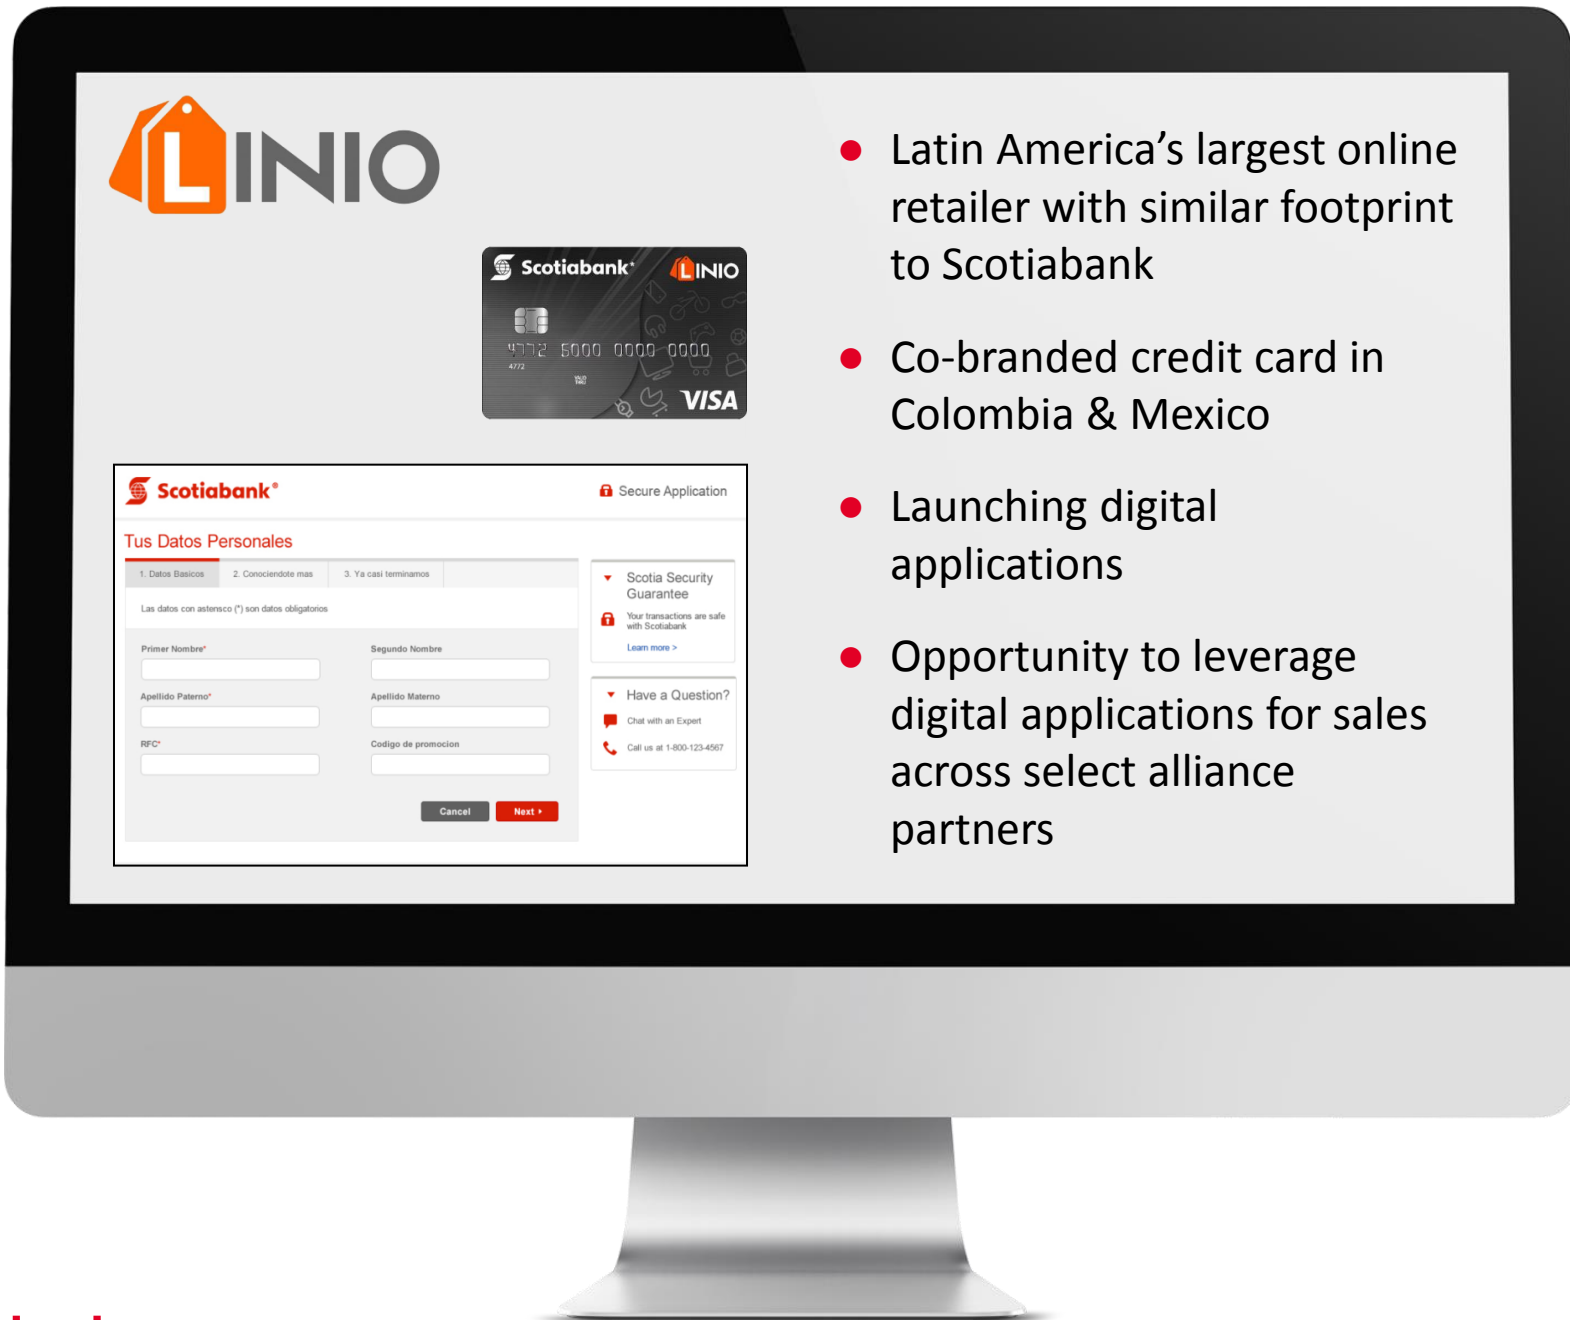 LINIO
Scotiabank*
LINIO
4772 5000 0000 0000
4772
VALID
THRU
VISA
Scotiabank®
Secure Application
Tus Datos Personales
1. Datos Basicos
2. Conociendote mas
3. Ya casi terminamos
Las datos con astensco (*) son datos obligatorios
Primer Nombre*
Segundo Nombre
Apellido Paterno*
Apellido Materno
RFC*
Codigo de promocion
Cancel
Next
Scotia Security
Guarantee
Your transactions are safe
with Scotiabank
Learn more >
Have a Question?
Chat with an Expert
Call us at 1-800-123-4567
● Latin America’s largest online
retailer with similar footprint
to Scotiabank
● Co-branded credit card in
Colombia & Mexico
● Launching digital
applications
● Opportunity to leverage
digital applications for sales
across select alliance
partners